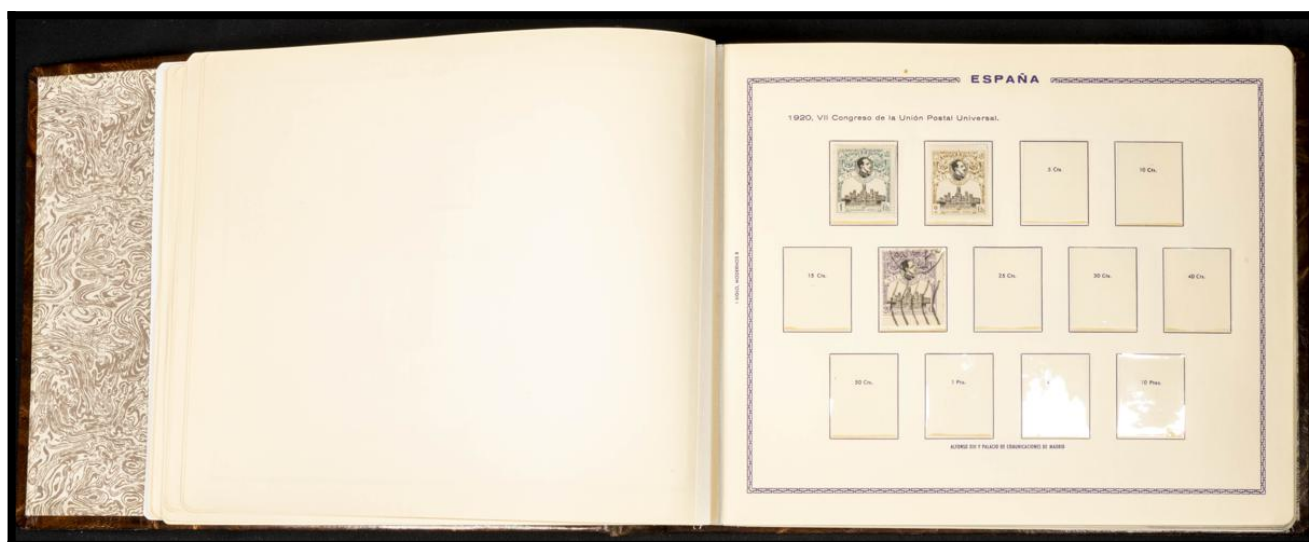 ESPAÑA
1920, VII Congreso de la Unión Postal Universal.
5 Cts.
10 Cts.
15 Cts.
25 Cts.
30 Cts.
40 Cts.
50 Cts.
1 Pta.
10 Ptas.
ALFONSO XIII Y PALACIO DE COMUNICACIONES DE MADRID